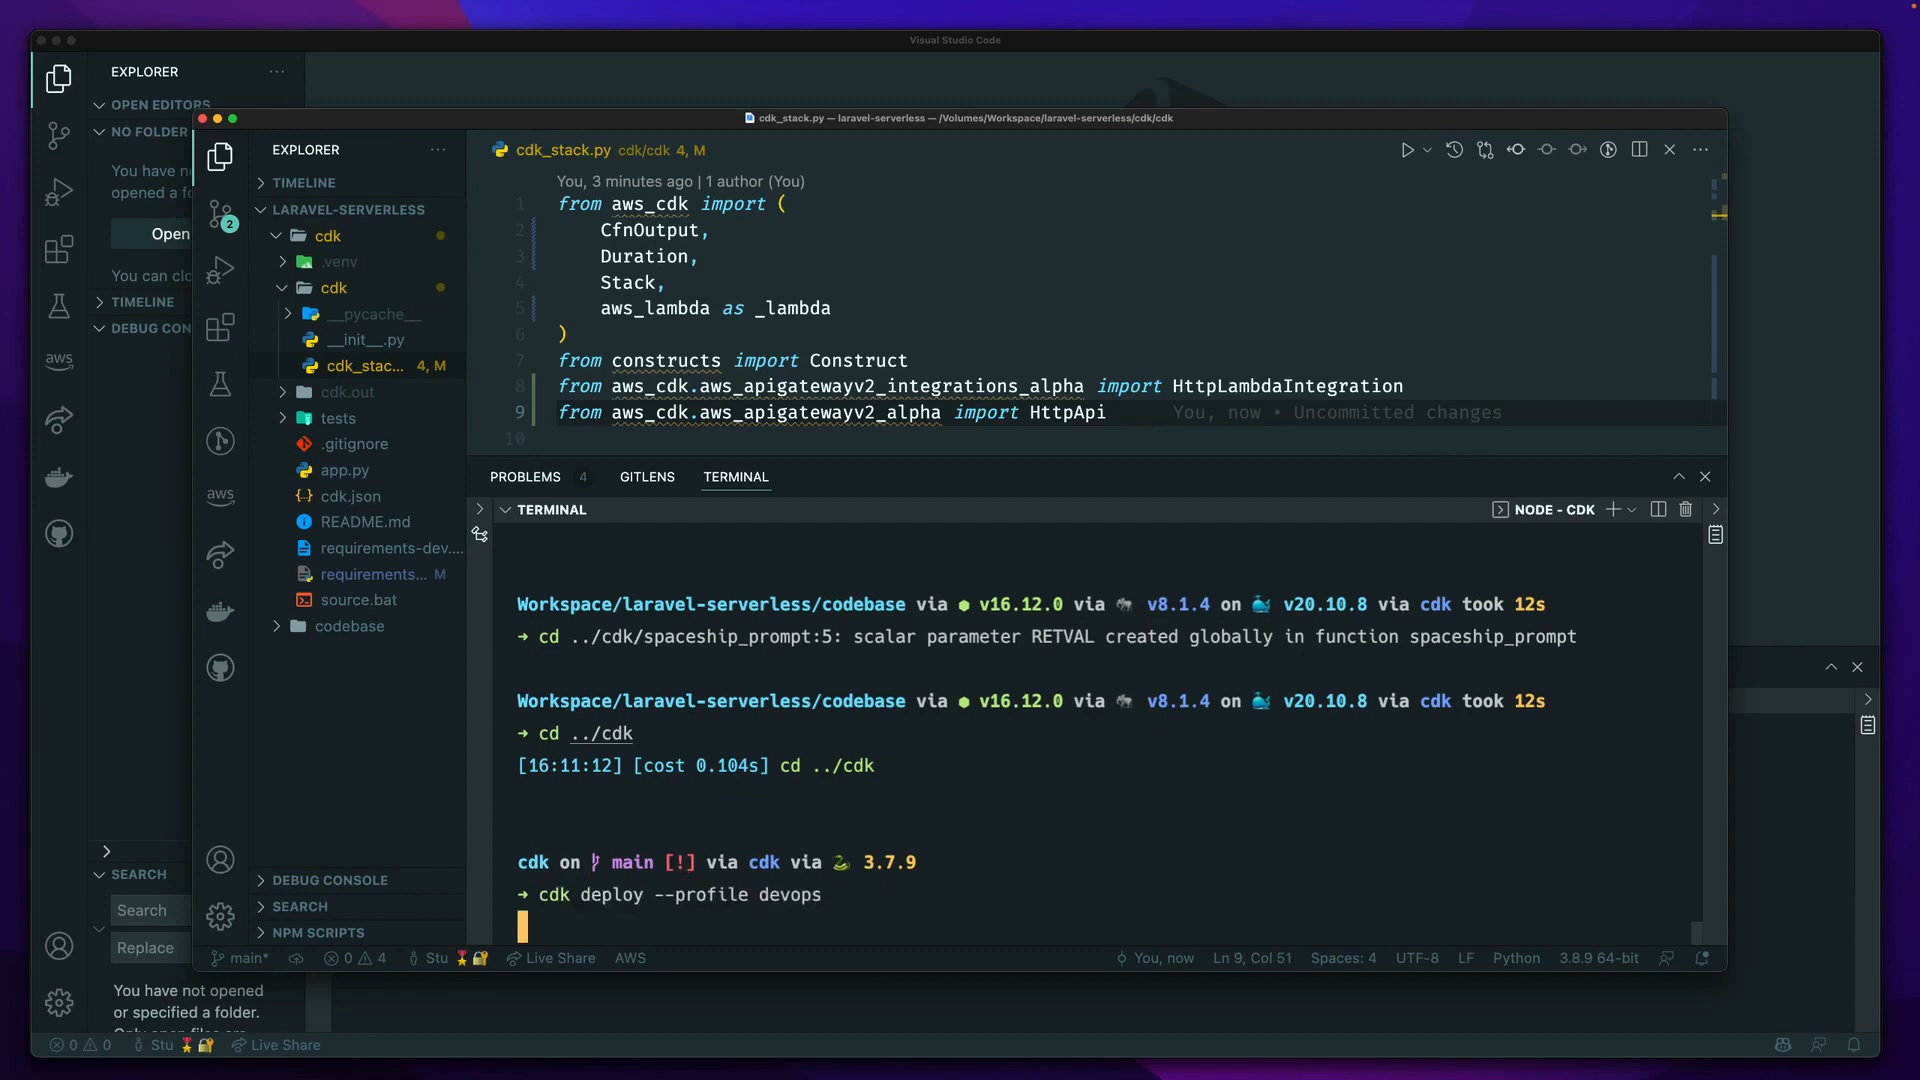 Visual Studio Code
EXPLORER
OPEN EDITORS
NO FOLDER
You have n
opened a fo
Open
You can clo
TIMELINE
DEBUG CON
aws
SEARCH
Search
Replace
You have not opened
or specified a folder.
0 0 Stu Live Share
cdk_stack.py — laravel-serverless — /Volumes/Workspace/laravel-serverless/cdk/cdk
EXPLORER
TIMELINE
LARAVEL-SERVERLESS
cdk
.venv
cdk
__pycache__
__init__.py
cdk_stac... 4, M
cdk.out
tests
.gitignore
app.py
cdk.json
README.md
requirements-dev....
requirements... M
source.bat
codebase
2
aws
DEBUG CONSOLE
SEARCH
NPM SCRIPTS
cdk_stack.py cdk/cdk 4, M
You, 3 minutes ago | 1 author (You)
1 from aws_cdk import (
2 CfnOutput,
3 Duration,
4 Stack,
5 aws_lambda as _lambda
6 )
7 from constructs import Construct
8 from aws_cdk.aws_apigatewayv2_integrations_alpha import HttpLambdaIntegration
9 from aws_cdk.aws_apigatewayv2_alpha import HttpApi You, now • Uncommitted changes
10
PROBLEMS 4 GITLENS TERMINAL
TERMINAL NODE - CDK
Workspace/laravel-serverless/codebase via v16.12.0 via v8.1.4 on v20.10.8 via cdk took 12s
➜ cd ../cdk/spaceship_prompt:5: scalar parameter RETVAL created globally in function spaceship_prompt
Workspace/laravel-serverless/codebase via v16.12.0 via v8.1.4 on v20.10.8 via cdk took 12s
➜ cd ../cdk
[16:11:12] [cost 0.104s] cd ../cdk
cdk on main [!] via cdk via 3.7.9
➜ cdk deploy --profile devops
main* 0 4 Stu Live Share AWS You, now Ln 9, Col 51 Spaces: 4 UTF-8 LF Python 3.8.9 64-bit